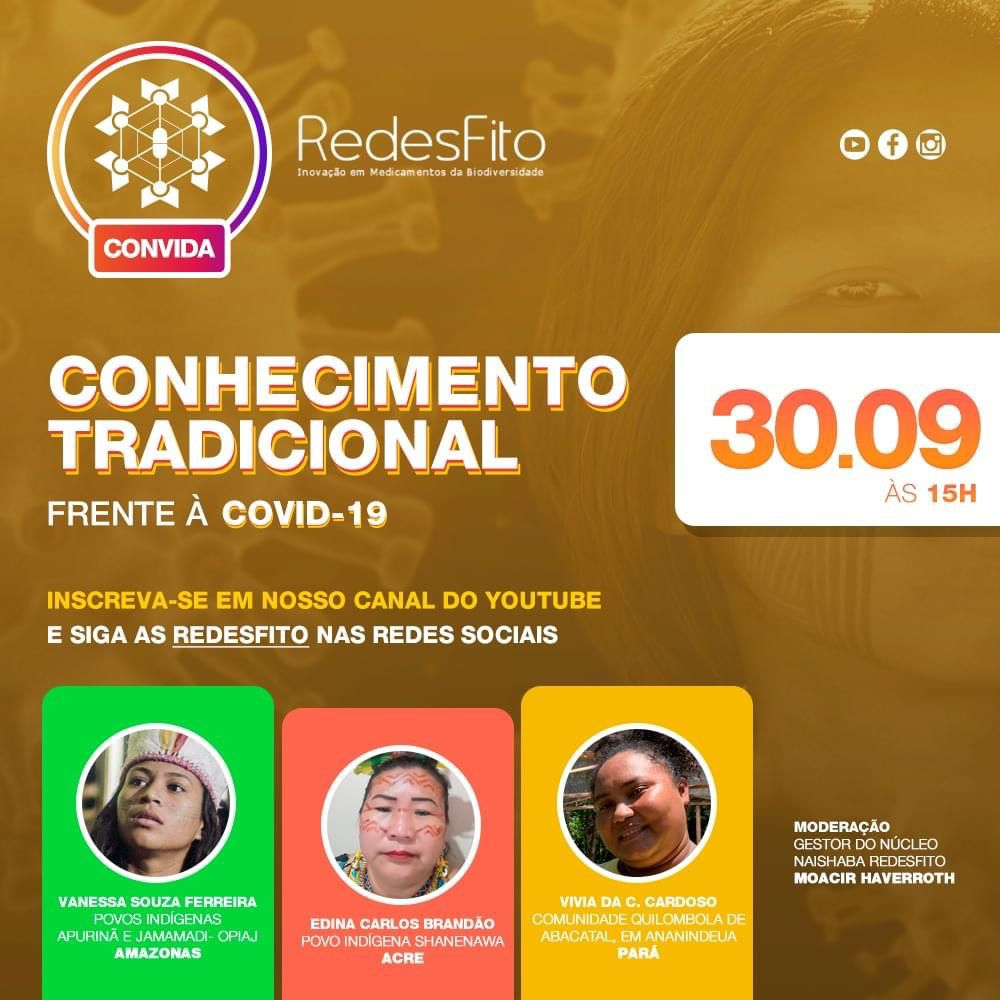 RedesFito
Inovação em Medicamentos da Biodiversidade
CONVIDA
CONHECIMENTO
TRADICIONAL
FRENTE À COVID-19
30.09
ÀS 15H
INSCREVA-SE EM NOSSO CANAL DO YOUTUBE
E SIGA AS REDESFITO NAS REDES SOCIAIS
VANESSA SOUZA FERREIRA
POVOS INDÍGENAS
APURINÃ E JAMAMADI- OPIAJ
AMAZONAS
EDINA CARLOS BRANDÃO
POVO INDÍGENA SHANENAWA
ACRE
VIVIA DA C. CARDOSO
COMUNIDADE QUILOMBOLA DE
ABACATAL, EM ANANINDEUA
PARÁ
MODERAÇÃO
GESTOR DO NÚCLEO
NAISHABA REDESFITO
MOACIR HAVERROTH